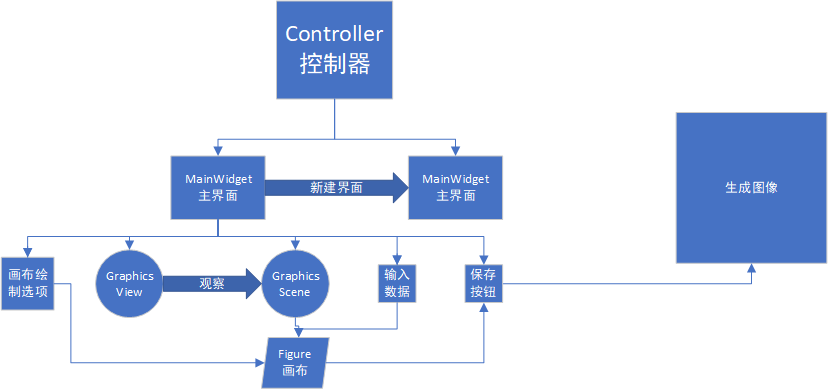 Controller
控制器
MainWidget
主界面
新建界面
MainWidget
主界面
生成图像
画布绘
制选项
Graphics
View
观察
Graphics
Scene
输入
数据
保存
按钮
Figure
画布